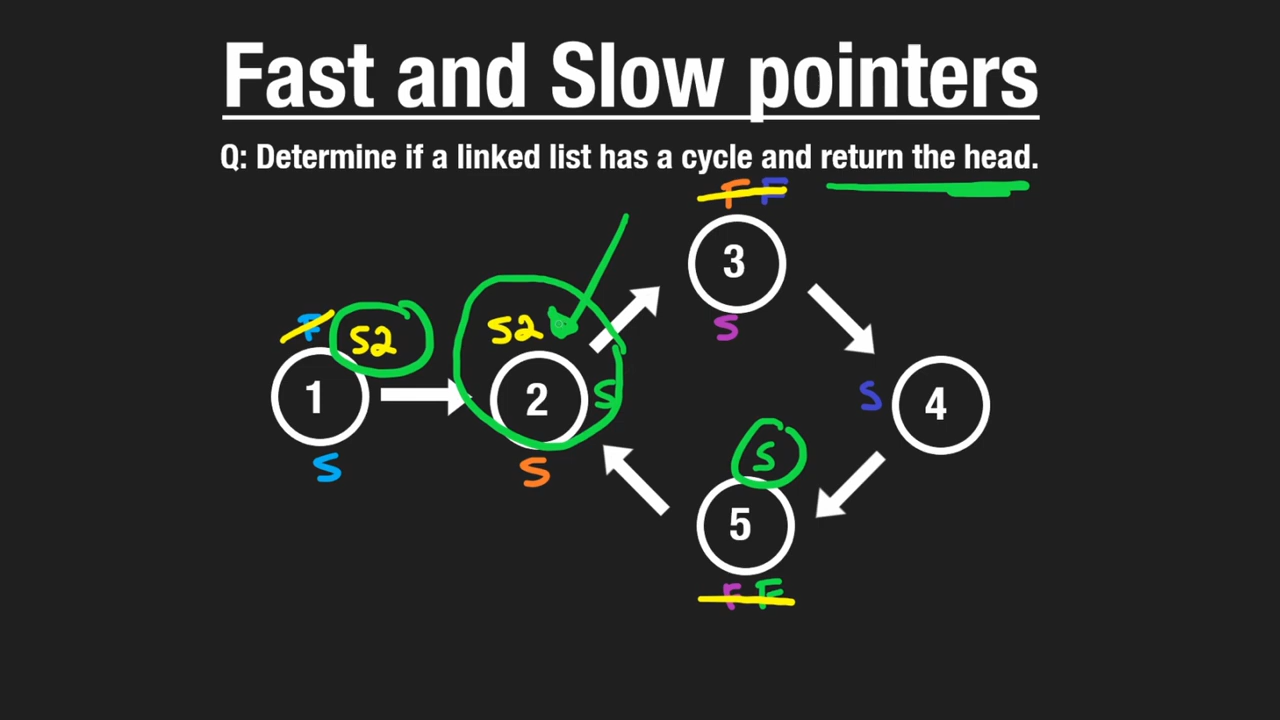 Fast and Slow pointers
Q: Determine if a linked list has a cycle and return the head.
F F
3
S
F S2
1
S
S2
2
S
S
S
4
S
5
F F